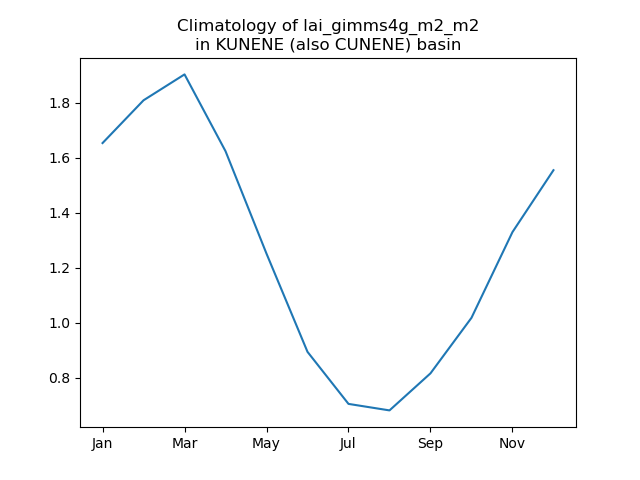 Climatology of lai_gimms4g_m2_m2
in KUNENE (also CUNENE) basin
1.8
1.6
1.4
1.2
1.0
0.8
Jan Mar May Jul Sep Nov